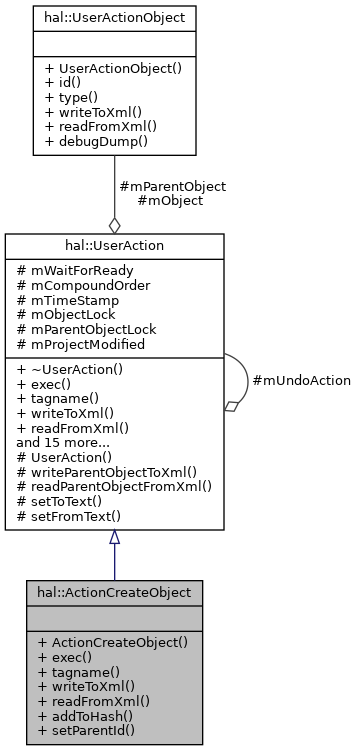 hal::UserActionObject
+ UserActionObject()
+ id()
+ type()
+ writeToXml()
+ readFromXml()
+ debugDump()
#mParentObject
#mObject
hal::UserAction
# mWaitForReady
# mCompoundOrder
# mTimeStamp
# mObjectLock
# mParentObjectLock
# mProjectModified
+ ~UserAction()
+ exec()
+ tagname()
+ writeToXml()
+ readFromXml()
and 15 more...
# UserAction()
# writeParentObjectToXml()
# readParentObjectFromXml()
# setToText()
# setFromText()
#mUndoAction
hal::ActionCreateObject
+ ActionCreateObject()
+ exec()
+ tagname()
+ writeToXml()
+ readFromXml()
+ addToHash()
+ setParentId()